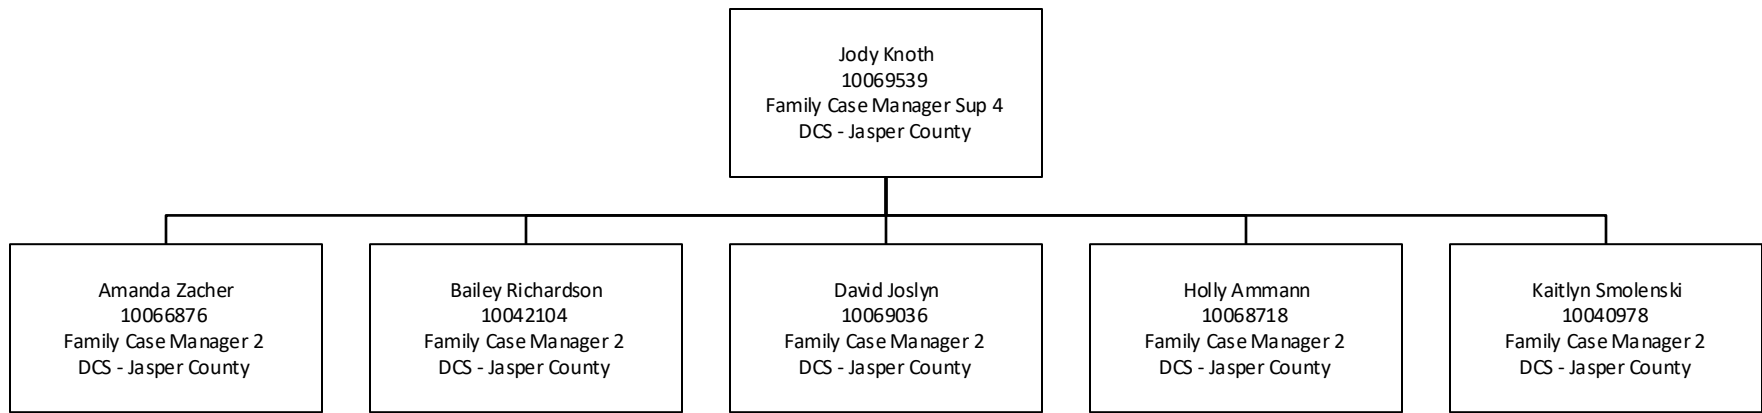 Jody Knoth
10069539
Family Case Manager Sup 4
DCS - Jasper County
Amanda Zacher
10066876
Family Case Manager 2
DCS - Jasper County
Bailey Richardson
10042104
Family Case Manager 2
DCS - Jasper County
David Joslyn
10069036
Family Case Manager 2
DCS - Jasper County
Holly Ammann
10068718
Family Case Manager 2
DCS - Jasper County
Kaitlyn Smolenski
10040978
Family Case Manager 2
DCS - Jasper County